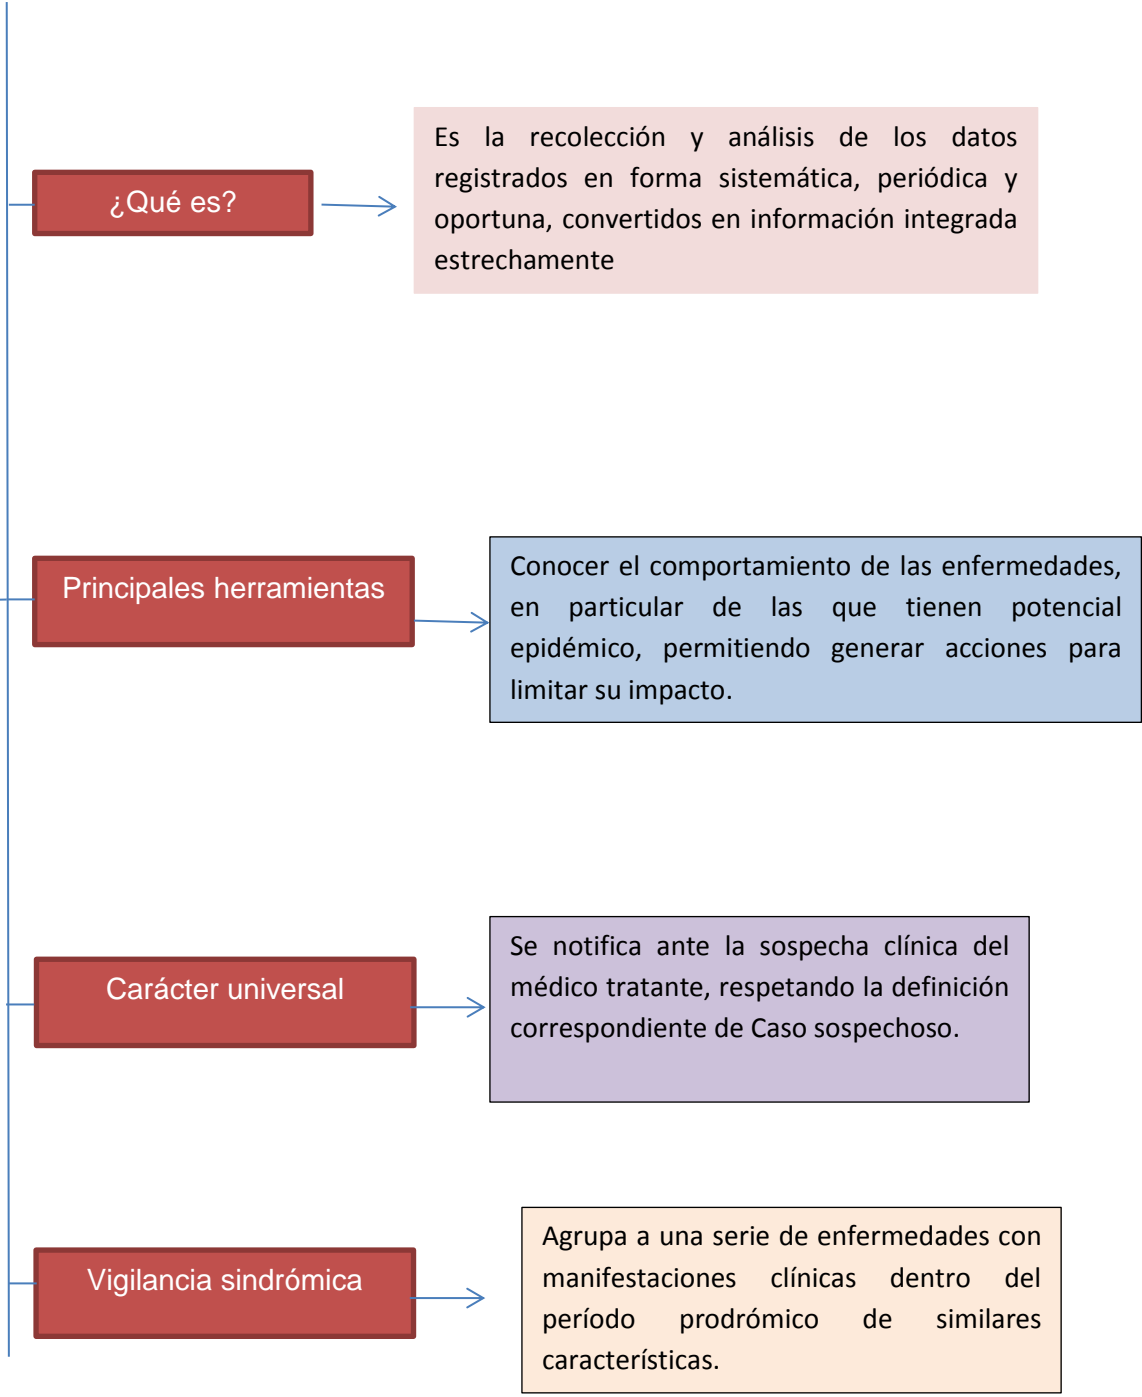 ¿Qué es?
Es la recolección y análisis de los datos
registrados en forma sistemática, periódica y
oportuna, convertidos en información integrada
estrechamente
Principales herramientas
Conocer el comportamiento de las enfermedades,
en particular de las que tienen potencial
epidémico, permitiendo generar acciones para
limitar su impacto.
Carácter universal
Se notifica ante la sospecha clínica del
médico tratante, respetando la definición
correspondiente de Caso sospechoso.
Vigilancia sindrómica
Agrupa a una serie de enfermedades con
manifestaciones clínicas dentro del
período prodrómico de similares
características.